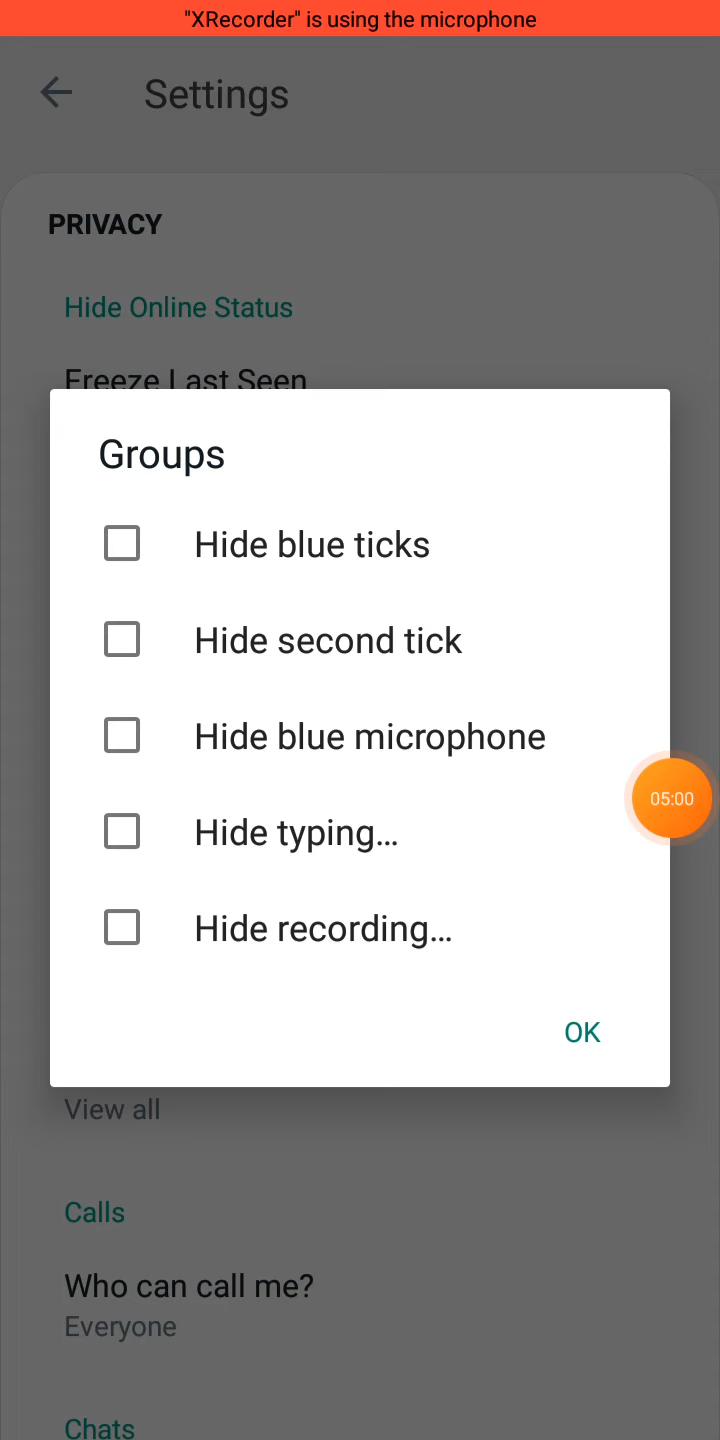 "XRecorder" is using the microphone
Settings
PRIVACY
Hide Online Status
Freeze Last Seen
Groups
Hide blue ticks
Hide second tick
Hide blue microphone
05:00
Hide typing...
Hide recording...
OK
View all
Calls
Who can call me?
Everyone
Chats